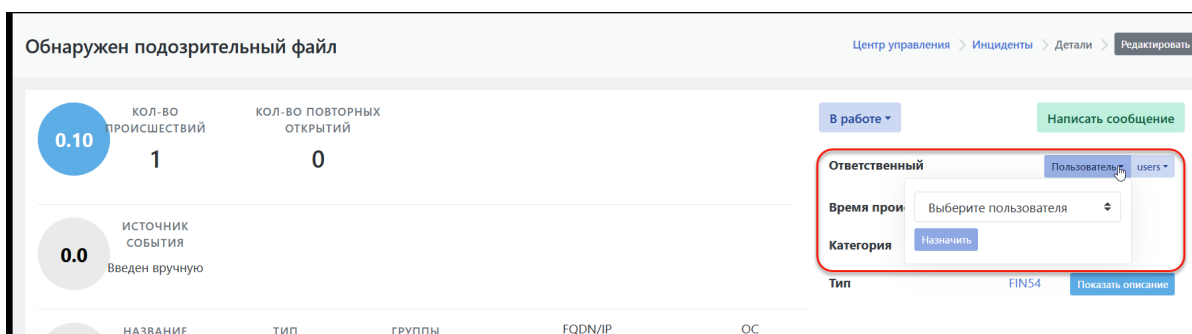 Обнаружен подозрительный файл
Центр управления > Инциденты > Детали > Редактировать
0.10
КОЛ-ВО ПРОИСШЕСТВИЙ
1
КОЛ-ВО ПОВТОРНЫХ ОТКРЫТИЙ
0
В работе
Написать сообщение
Ответственный
Пользователь
users
Время прои
Выберите пользователя
Назначить
Категория
0.0
ИСТОЧНИК СОБЫТИЯ
Введен вручную
Тип
FIN54
Показать описание
НАЗВАНИЕ
ТИП
ГРУППЫ
FQDN/IP
ОС